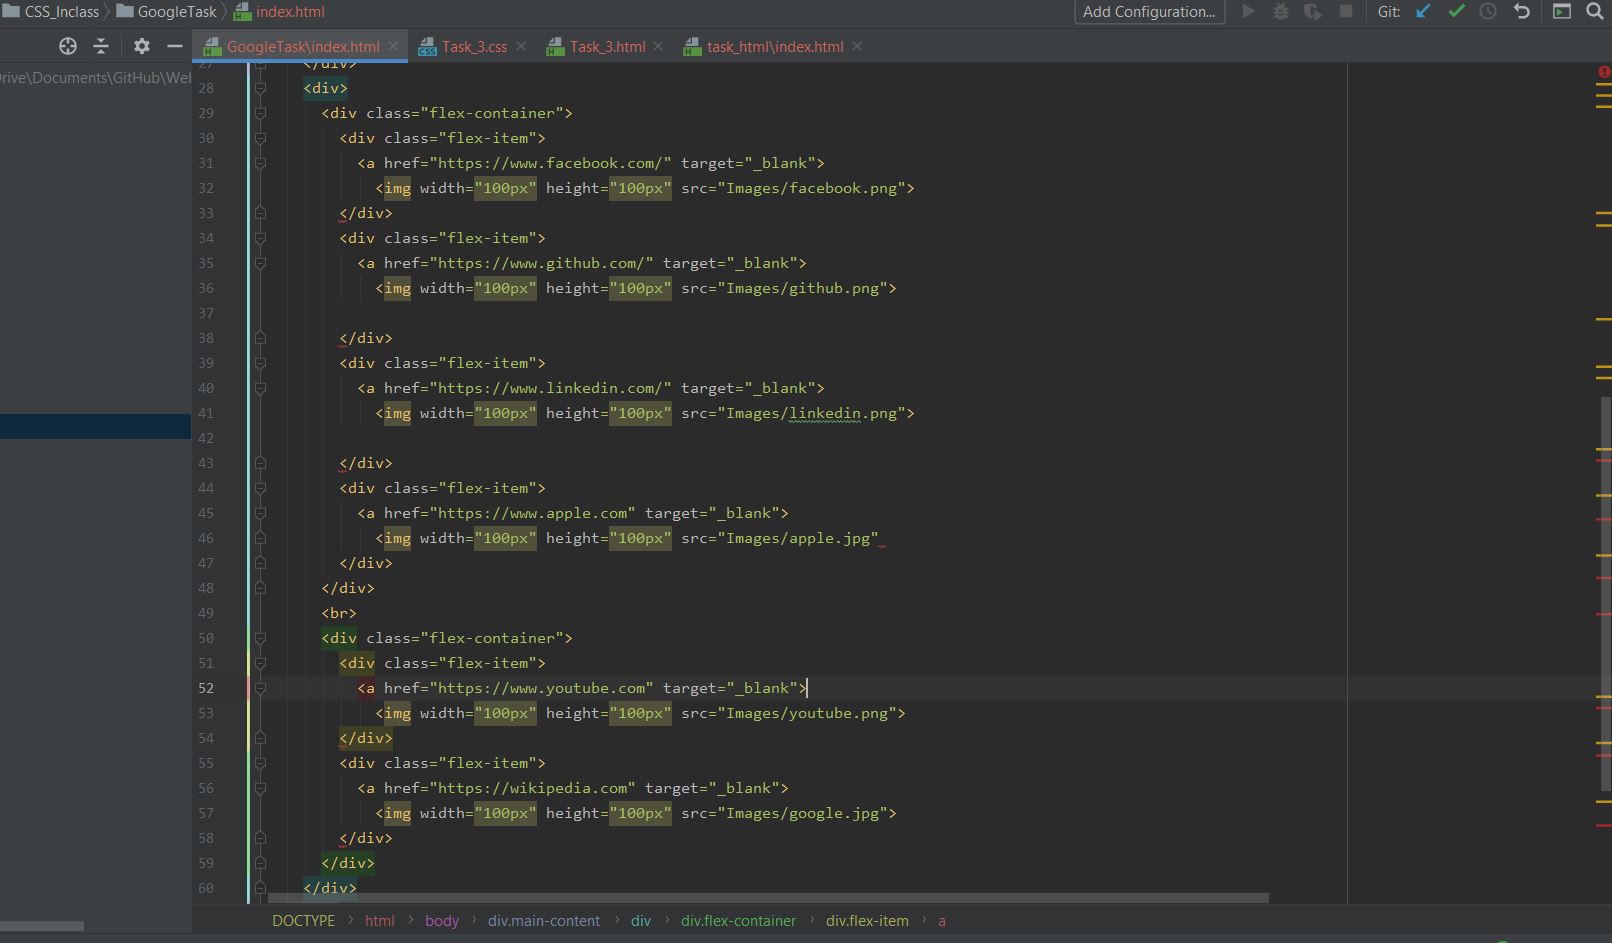 CSS_Inclass GoogleTask index.html Add Configuration... Git:
GoogleTask\index.html Task_3.css Task_3.html task_html\index.html
27 </div>
rive\Documents\GitHub\Wel
28 <div>
29 <div class="flex-container">
30 <div class="flex-item">
31 <a href="https://www.facebook.com/" target="_blank">
32 <img width="100px" height="100px" src="Images/facebook.png">
33 </div>
34 <div class="flex-item">
35 <a href="https://www.github.com/" target="_blank">
36 <img width="100px" height="100px" src="Images/github.png">
37
38 </div>
39 <div class="flex-item">
40 <a href="https://www.linkedin.com/" target="_blank">
41 <img width="100px" height="100px" src="Images/linkedin.png">
42
43 </div>
44 <div class="flex-item">
45 <a href="https://www.apple.com" target="_blank">
46 <img width="100px" height="100px" src="Images/apple.jpg"
47 </div>
48 </div>
49 <br>
50 <div class="flex-container">
51 <div class="flex-item">
52 <a href="https://www.youtube.com" target="_blank">
53 <img width="100px" height="100px" src="Images/youtube.png">
54 </div>
55 <div class="flex-item">
56 <a href="https://wikipedia.com" target="_blank">
57 <img width="100px" height="100px" src="Images/google.jpg">
58 </div>
59 </div>
60 </div>
DOCTYPE html body div.main-content div div.flex-container div.flex-item a